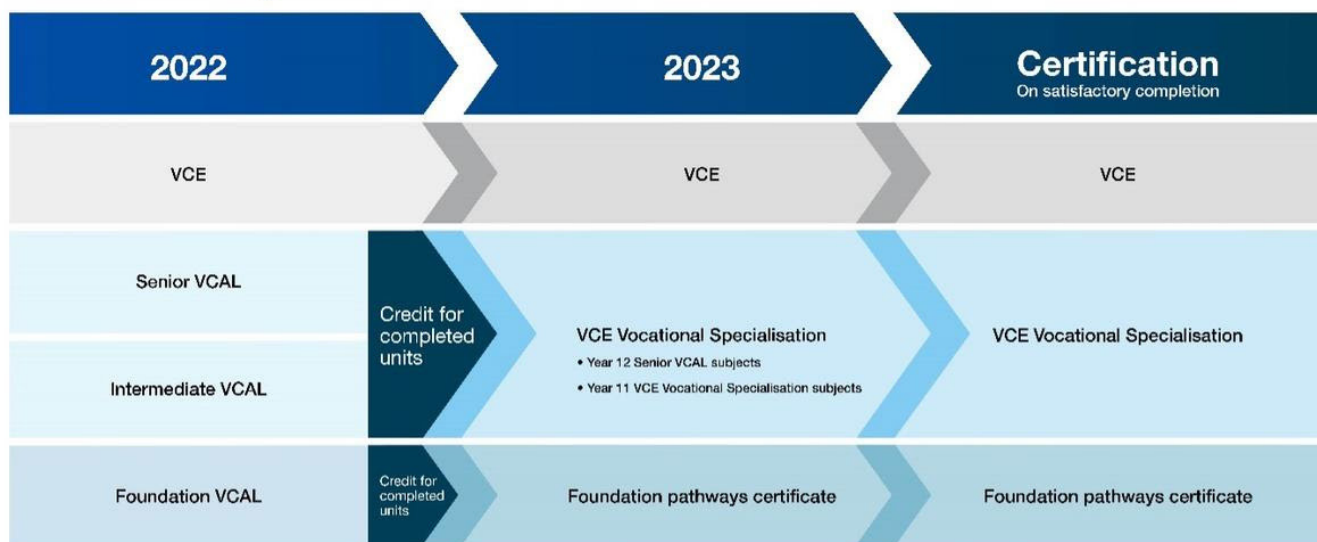 2022
2023
Certification
On satisfactory completion
VCE
VCE
VCE
Senior VCAL
Intermediate VCAL
Credit for
completed
units
VCE Vocational Specialisation
• Year 12 Senior VCAL subjects
• Year 11 VCE Vocational Specialisation subjects
VCE Vocational Specialisation
Foundation VCAL
Credit for
completed
units
Foundation pathways certificate
Foundation pathways certificate